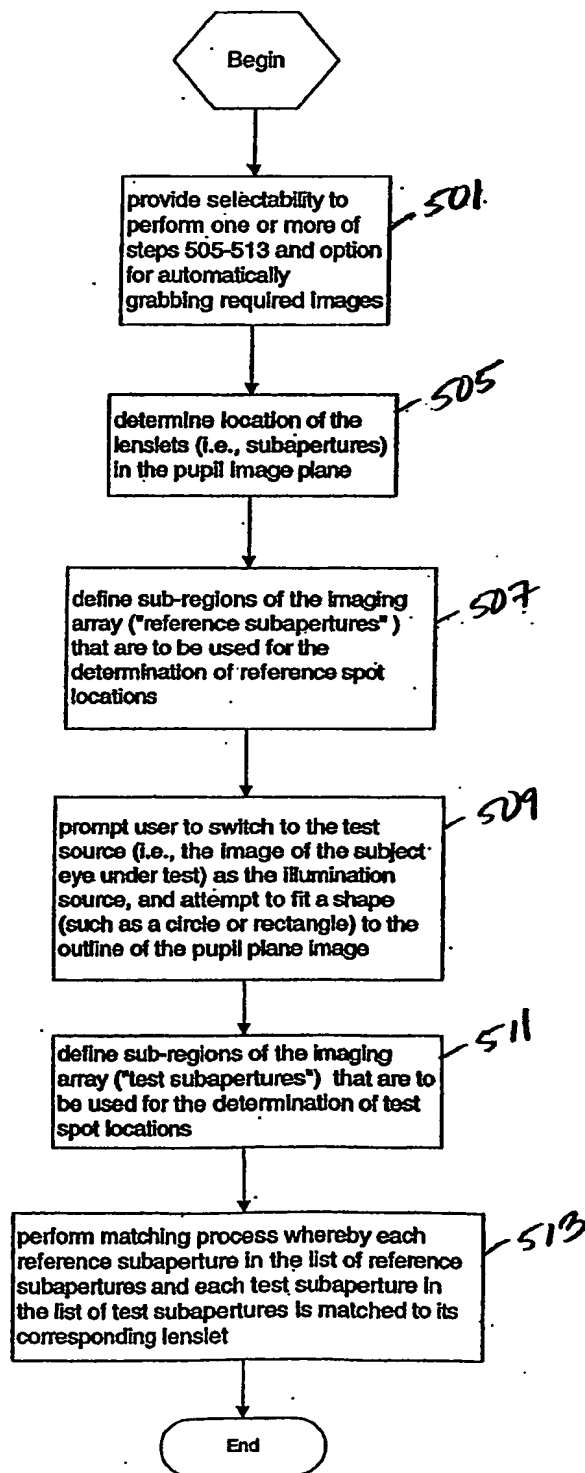 Begin
provide selectability to
perform one or more of
steps 505-513 and option
for automatically
grabbing required images
501
determine location of the
lenslets (i.e., subapertures)
in the pupil image plane
505
define sub-regions of the imaging
array ("reference subapertures" )
that are to be used for the
determination of reference spot
locations
507
prompt user to switch to the test
source (i.e., the image of the subject
eye under test) as the illumination
source, and attempt to fit a shape
(such as a circle or rectangle) to the
outline of the pupil plane image
509
define sub-regions of the imaging
array ("test subapertures") that are to
be used for the determination of test
spot locations
511
perform matching process whereby each
reference subaperture in the list of reference
subapertures and each test subaperture in
the list of test subapertures is matched to its
corresponding lenslet
513
End